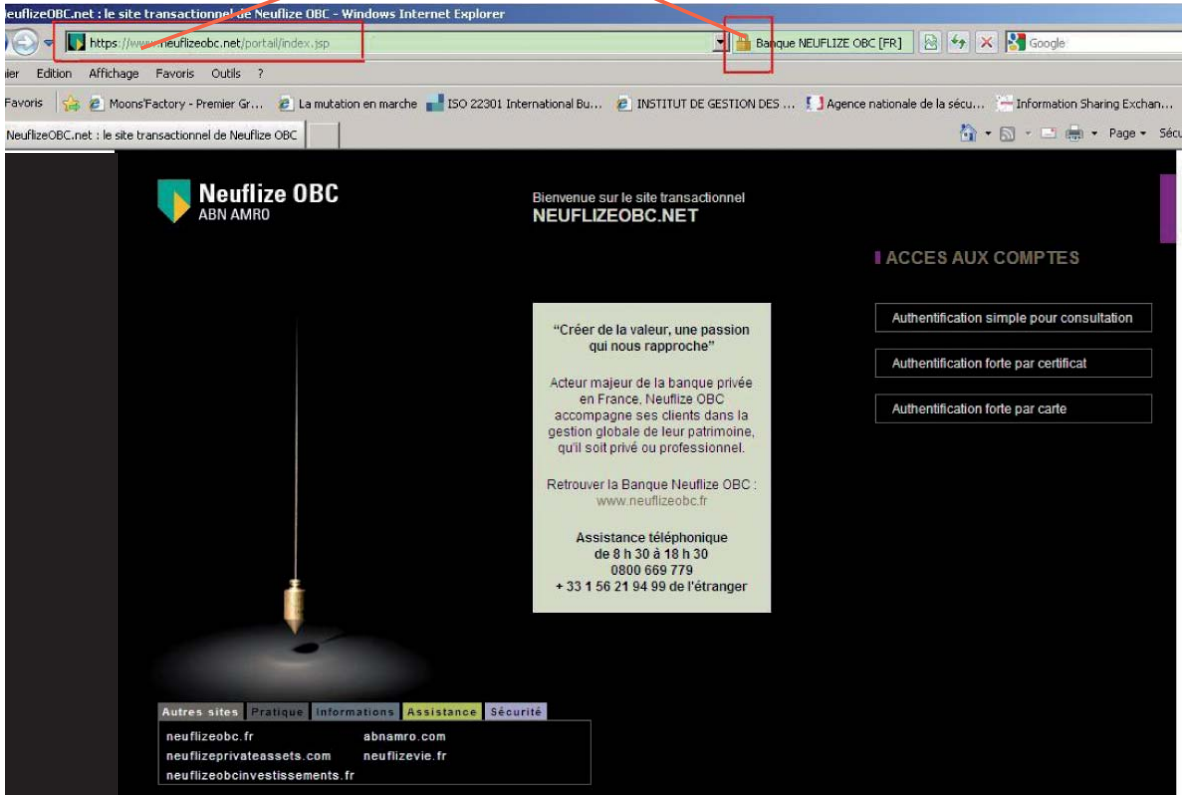 NeuflizeOBC.net : le site transactionnel de Neuflize OBC - Windows Internet Explorer
https://www.neuflizeobc.net/portail/index.jsp
Banque NEUFLIZE OBC [FR]
Google
Edition Affichage Favoris Outils ?
Favoris
Moons'Factory - Premier Gr...
La mutation en marche
ISO 22301 International Bu...
INSTITUT DE GESTION DES ...
Agence nationale de la sécu...
Information Sharing Exchan...
NeuflizeOBC.net : le site transactionnel de Neuflize OBC
Page
Sécu
Neuflize OBC
ABN AMRO
Bienvenue sur le site transactionnel
NEUFLIZEOBC.NET
ACCES AUX COMPTES
Authentification simple pour consultation
Authentification forte par certificat
Authentification forte par carte
“Créer de la valeur, une passion
qui nous rapproche”
Acteur majeur de la banque privée
en France, Neuflize OBC
accompagne ses clients dans la
gestion globale de leur patrimoine,
qu'il soit privé ou professionnel.
Retrouver la Banque Neuflize OBC :
www.neuflizeobc.fr
Assistance téléphonique
de 8 h 30 à 18 h 30
0800 669 779
+ 33 1 56 21 94 99 de l'étranger
Autres sites Pratique Informations Assistance Sécurité
neuflizeobc.fr abnamro.com
neuflizeprivateassets.com neuflizevie.fr
neuflizeobcinvestissements.fr